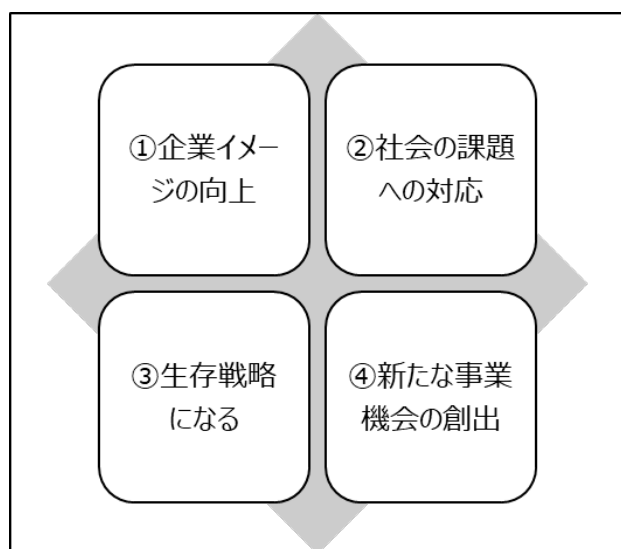 ①企業イメー
ジの向上
②社会の課題
への対応
③生存戦略
になる
④新たな事業
機会の創出